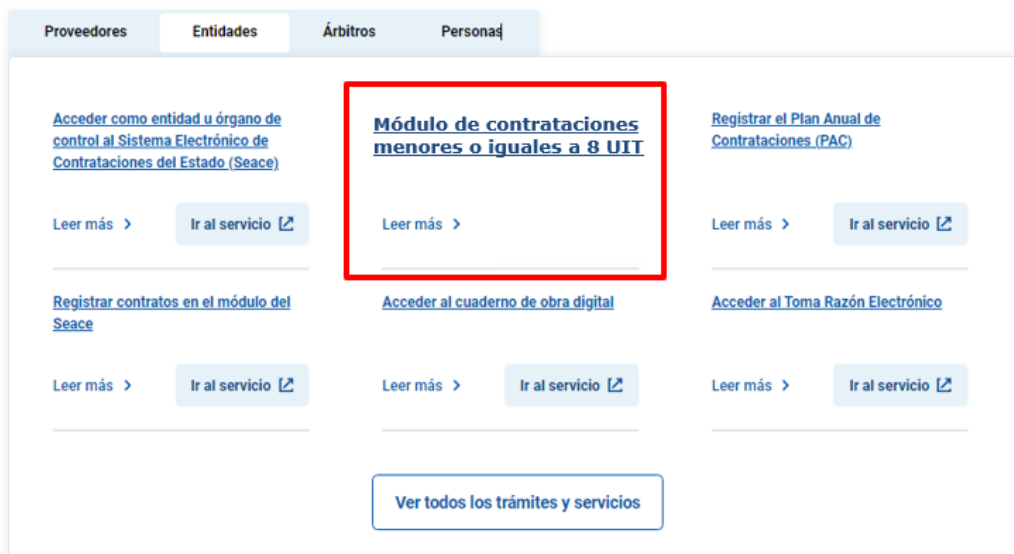 Proveedores
Entidades
Árbitros
Personas
Acceder como entidad u órgano de
control al Sistema Electrónico de
Contrataciones del Estado (Seace)
Leer más
Ir al servicio
Módulo de contrataciones
menores o iguales a 8 UIT
Leer más
Registrar el Plan Anual de
Contrataciones (PAC)
Leer más
Ir al servicio
Registrar contratos en el módulo del
Seace
Leer más
Ir al servicio
Acceder al cuaderno de obra digital
Leer más
Ir al servicio
Acceder al Toma Razón Electrónico
Leer más
Ir al servicio
Ver todos los trámites y servicios